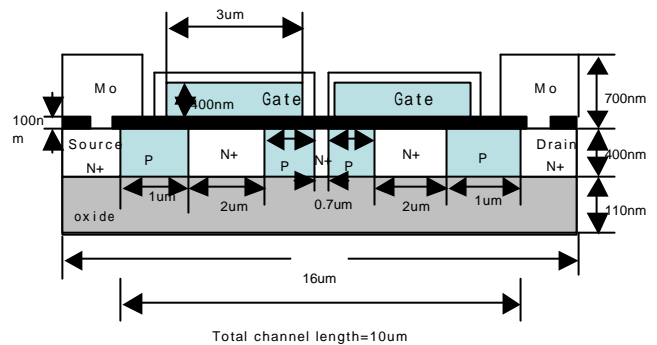 3um
Mo
Mo
Gate
Gate
400nm
700nm
100n
m
Source
Drain
N+
P
N+
P
N+
P
N+
P
N+
400nm
1um
2um
0.7um
2um
1um
oxide
110nm
16um
Total channel length=10um